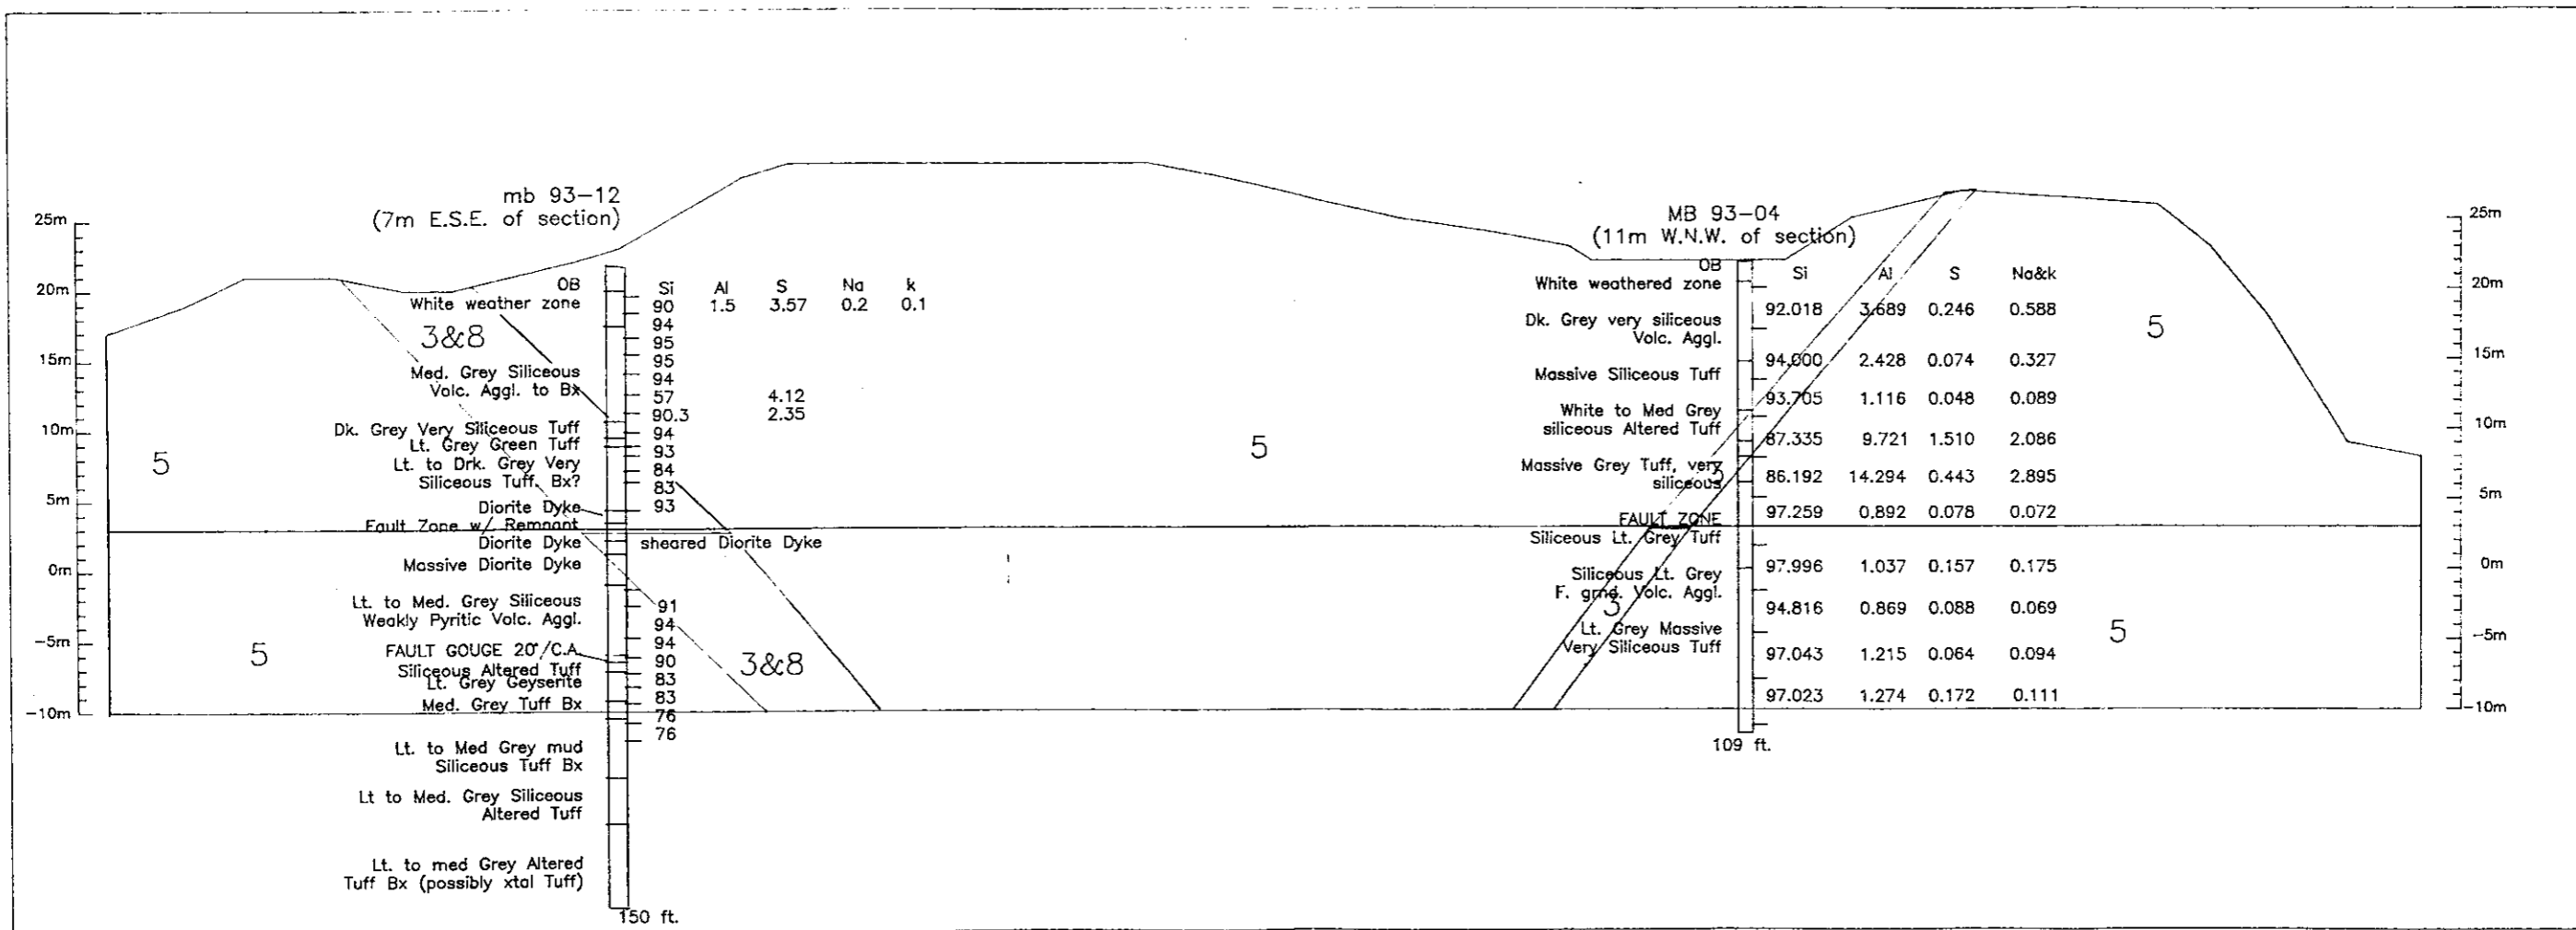 mb 93-12
(7m E.S.E. of section)
MB 93-04
(11m W.N.W. of section)
25m
20m
15m
10m
5m
0m
-5m
-10m
OB
White weather zone
3&8
Med. Grey Siliceous
Volc. Aggl. to Bx
Dk. Grey Very Siliceous Tuff
Lt. Grey Green Tuff
Lt. to Drk. Grey Very
Siliceous Tuff. Bx?
Diorite Dyke
Fault Zone w/ Remnant
Diorite Dyke
Massive Diorite Dyke
Lt. to Med. Grey Siliceous
Weakly Pyritic Volc. Aggl.
FAULT GOUGE 20°/C.A.
Siliceous Altered Tuff
Lt. Grey Geyserite
Med. Grey Tuff Bx
Lt. to Med Grey mud
Siliceous Tuff Bx
Lt to Med. Grey Siliceous
Altered Tuff
Lt. to med Grey Altered
Tuff Bx (possibly xtal Tuff)
150 ft.
5
5
Si Al S Na k
90 1.5 3.57 0.2 0.1
94
95
95
94
57 4.12
90.3 2.35
94
93
84
83
93
sheared Diorite Dyke
91
94
94
90
83
83
76
76
3&8
5
OB
White weathered zone
Dk. Grey very siliceous
Volc. Aggl.
Massive Siliceous Tuff
White to Med Grey
siliceous Altered Tuff
Massive Grey Tuff, very
siliceous
3
FAULT ZONE
Siliceous Lt. Grey Tuff
Siliceous Lt. Grey
F. grnd. Volc. Aggl.
3
Lt. Grey Massive
Very Siliceous Tuff
109 ft.
Si Al S Na&k
92.018 3.689 0.246 0.588
94.000 2.428 0.074 0.327
93.705 1.116 0.048 0.089
87.335 9.721 1.510 2.086
86.192 14.294 0.443 2.895
97.259 0.892 0.078 0.072
97.996 1.037 0.157 0.175
94.816 0.869 0.088 0.069
97.043 1.215 0.064 0.094
97.023 1.274 0.172 0.111
5
5
25m
20m
15m
10m
5m
0m
-5m
-10m